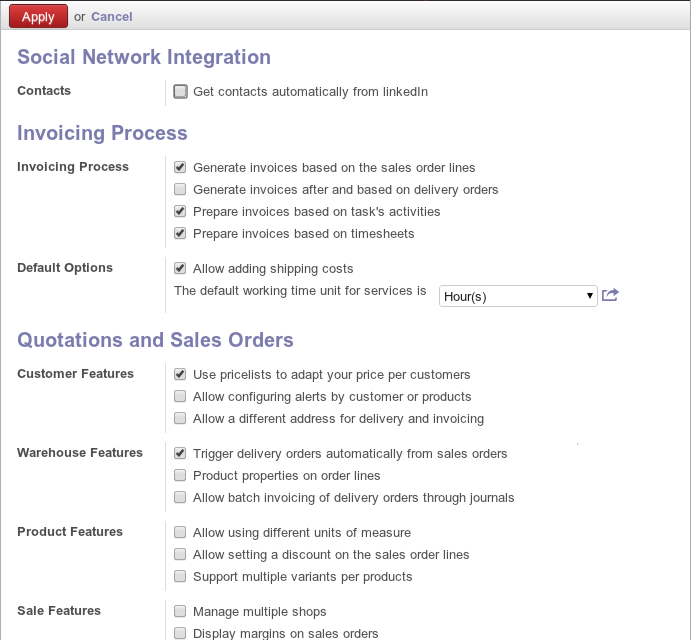 Apply or Cancel
Social Network Integration
Contacts Get contacts automatically from linkedIn
Invoicing Process
Invoicing Process Generate invoices based on the sales order lines
Generate invoices after and based on delivery orders
Prepare invoices based on task's activities
Prepare invoices based on timesheets
Default Options Allow adding shipping costs
The default working time unit for services is Hour(s)
Quotations and Sales Orders
Customer Features Use pricelists to adapt your price per customers
Allow configuring alerts by customer or products
Allow a different address for delivery and invoicing
Warehouse Features Trigger delivery orders automatically from sales orders
Product properties on order lines
Allow batch invoicing of delivery orders through journals
Product Features Allow using different units of measure
Allow setting a discount on the sales order lines
Support multiple variants per products
Sale Features Manage multiple shops
Display margins on sales orders